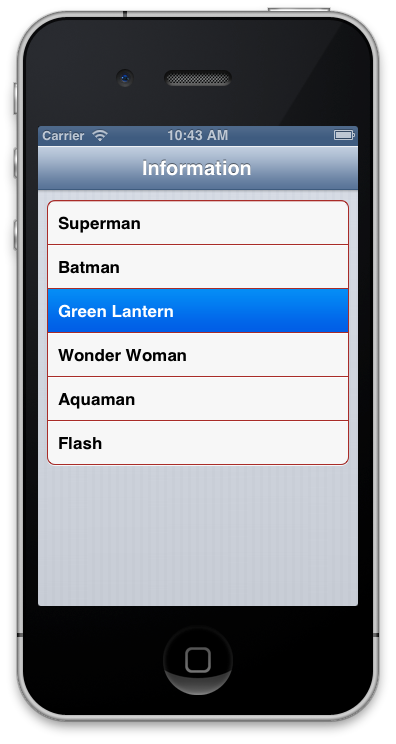 Carrier 10:43 AM
Information
Superman
Batman
Green Lantern
Wonder Woman
Aquaman
Flash